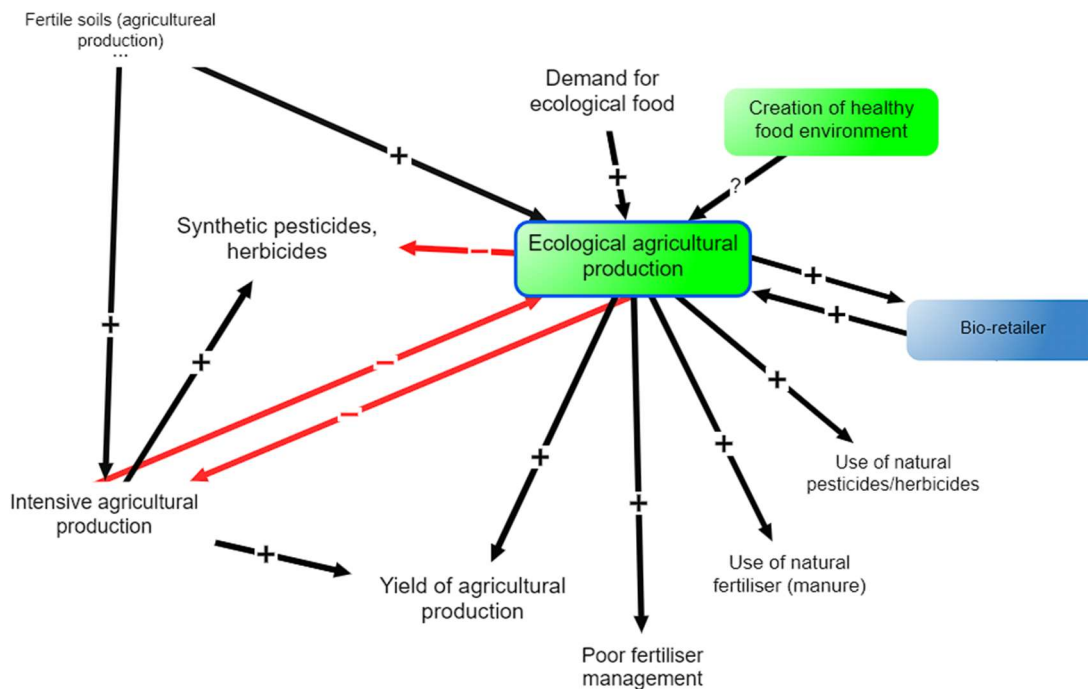 Fertile soils (agricultureal
production)
...
Demand for
ecological food
Creation of healthy
food environment
+
+
?
Synthetic pesticides,
herbicides
−
Ecological agricultural
production
+
+
Bio-retailer
+
+
−
−
+
+
+
+
Use of natural
pesticides/herbicides
Intensive agricultural
production
+
+
Use of natural
fertiliser (manure)
Yield of agricultural
production
Poor fertiliser
management